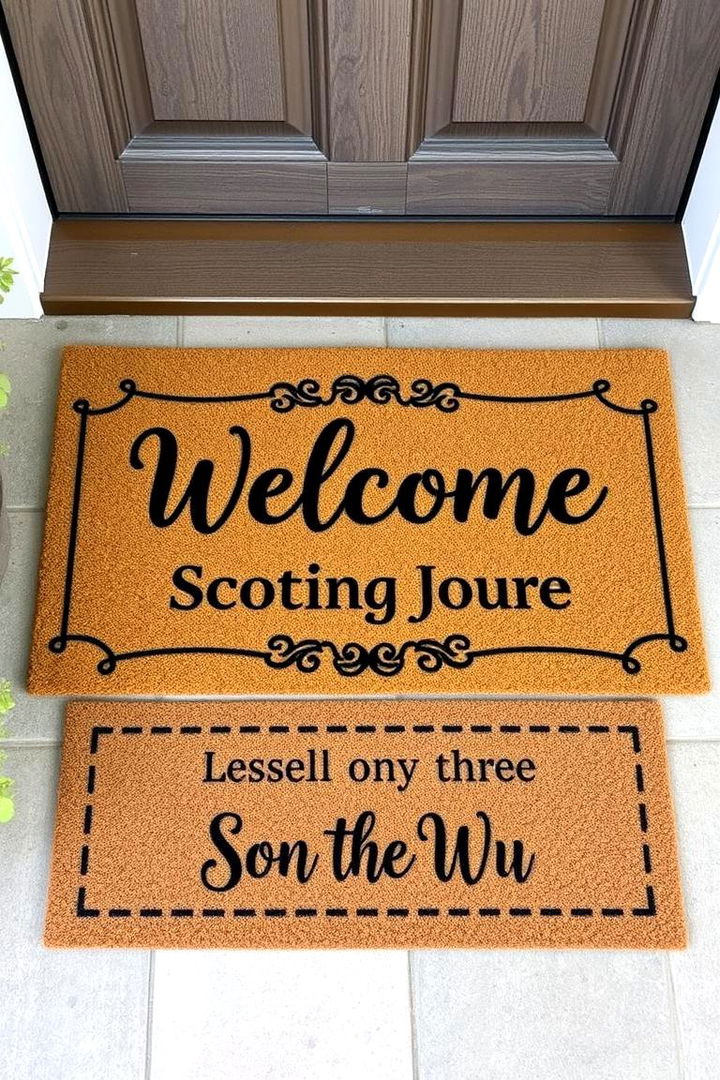 Welcome
Scoting Joure
Lessell ony three
Son the Wu